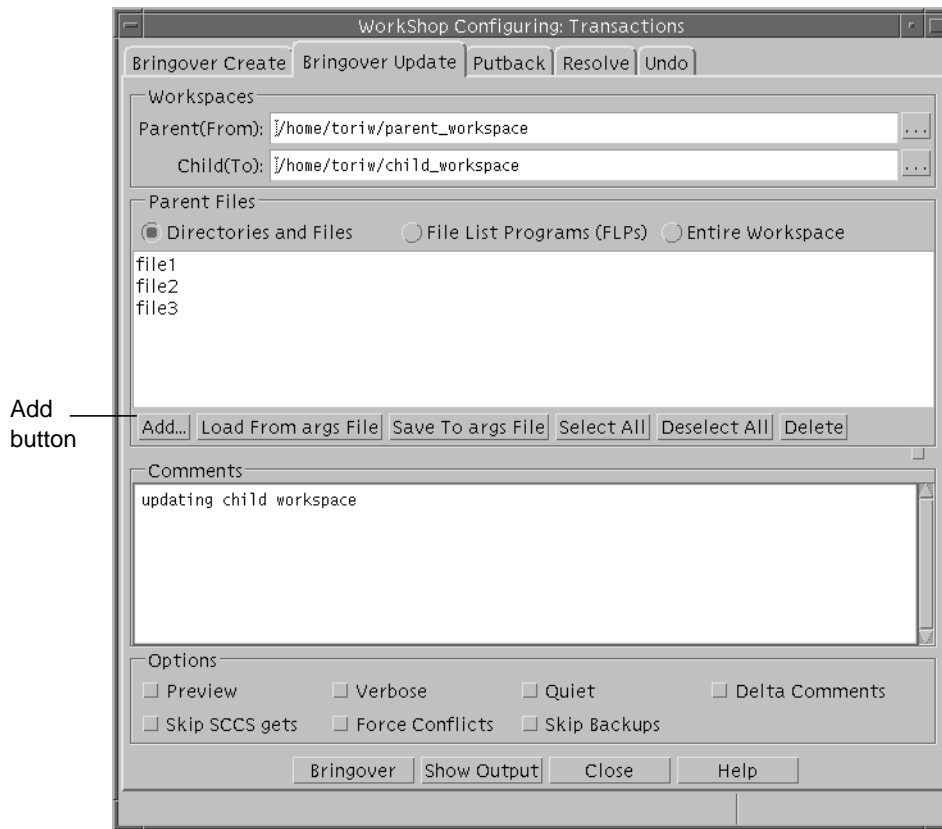 WorkShop Configuring: Transactions
Bringover Create Bringover Update Putback Resolve Undo
Workspaces
Parent(From): /home/toriw/parent_workspace ...
Child(To): /home/toriw/child_workspace ...
Parent Files
Directories and Files File List Programs (FLPs) Entire Workspace
file1
file2
file3
Add
button
Add... Load From args File Save To args File Select All Deselect All Delete
Comments
updating child workspace
Options
Preview Verbose Quiet Delta Comments
Skip SCCS gets Force Conflicts Skip Backups
Bringover Show Output Close Help